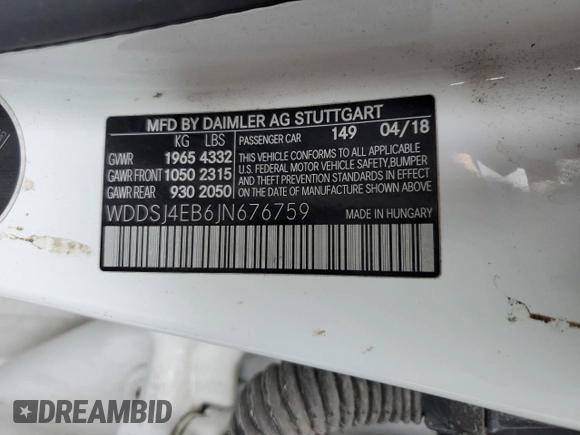 MFD BY DAIMLER AG STUTTGART
KG LBS PASSENGER CAR 149 04/18
GVWR 1965 4332 THIS VEHICLE CONFORMS TO ALL APPLICABLE
GAWR FRONT 1050 2315 U.S. FEDERAL MOTOR VEHICLE SAFETY, BUMPER
GAWR REAR 930 2050 AND THEFT PREVENTION STANDARDS IN EFFECT
ON THE DATE OF MANUFACTURE SHOWN ABOVE.
WDDSJ4EB6JN676759 MADE IN HUNGARY
DREAMBID